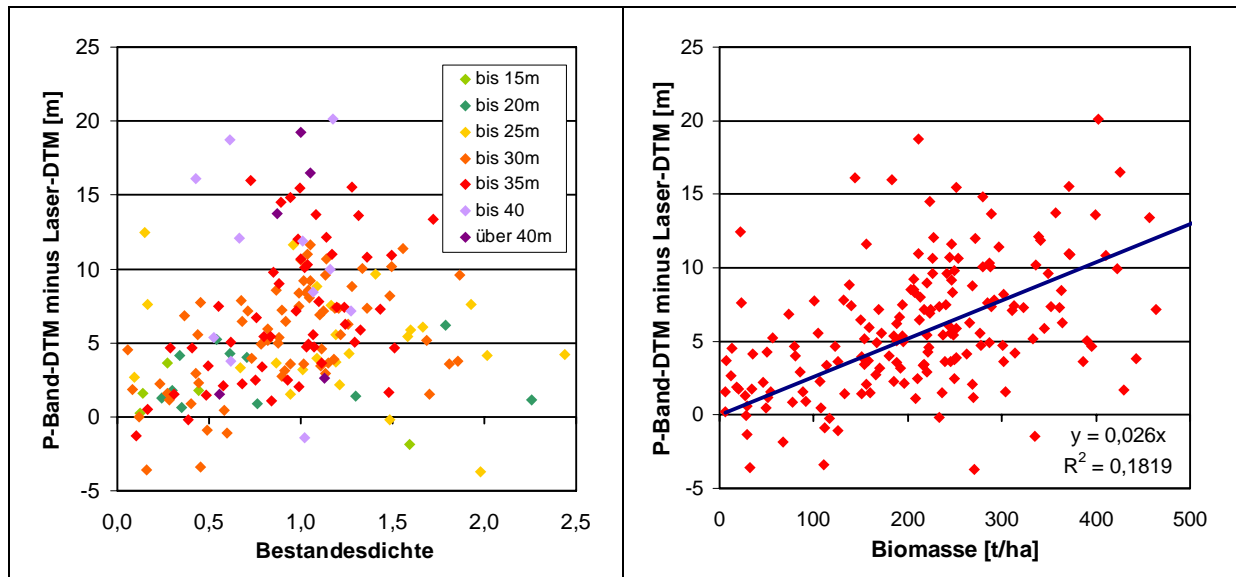 P-Band-DTM minus Laser-DTM [m]
25
20
15
10
5
0
-5
0,0
0,5
1,0
1,5
2,0
2,5
Bestandesdichte
bis 15m
bis 20m
bis 25m
bis 30m
bis 35m
bis 40
über 40m
P-Band-DTM minus Laser-DTM [m]
25
20
15
10
5
0
-5
0
100
200
300
400
500
Biomasse [t/ha]
y = 0,026x
R² = 0,1819